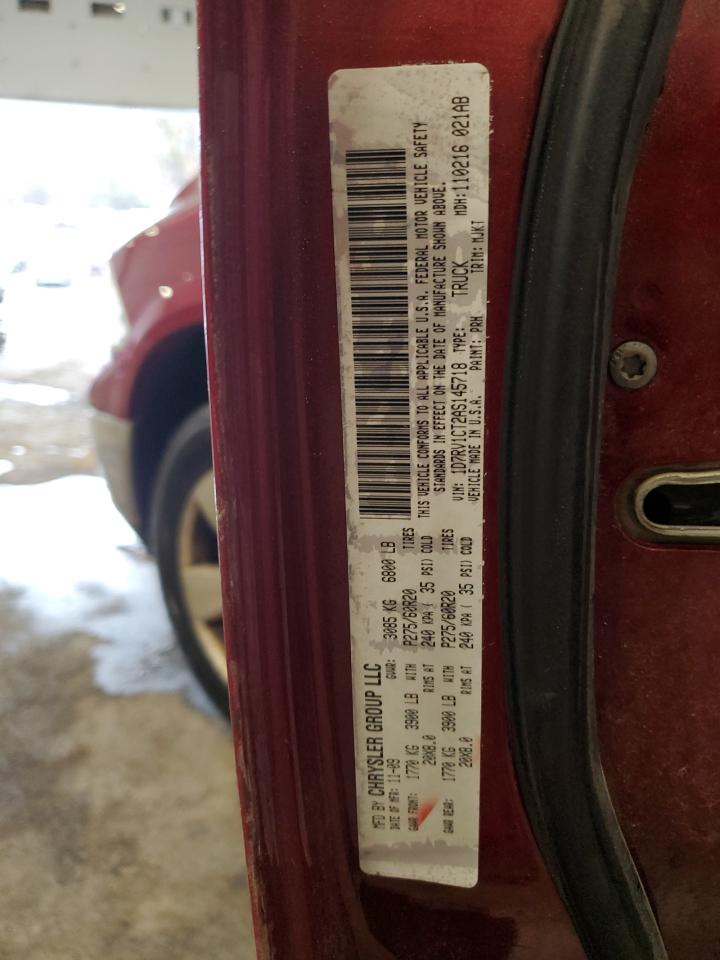 MFD BY CHRYSLER GROUP LLC
DATE OF MFR: 11-09 GVWR: 3085 KG 6800 LB
GAWR FRONT: 1770 KG 3900 LB WITH P275/60R20 TIRES
20X8.0 RIMS AT 240 KPA ( 35 PSI) COLD
GAWR REAR: 1770 KG 3900 LB WITH P275/60R20 TIRES
20X8.0 RIMS AT 240 KPA ( 35 PSI) COLD
THIS VEHICLE CONFORMS TO ALL APPLICABLE U.S.A. FEDERAL MOTOR VEHICLE SAFETY
STANDARDS IN EFFECT ON THE DATE OF MANUFACTURE SHOWN ABOVE.
VIN: 1D7RV1CT2AS145718 TYPE: TRUCK MDH: 110216 021AB
VEHICLE MADE IN U.S.A. PAINT: PRH TRIM: MJKT